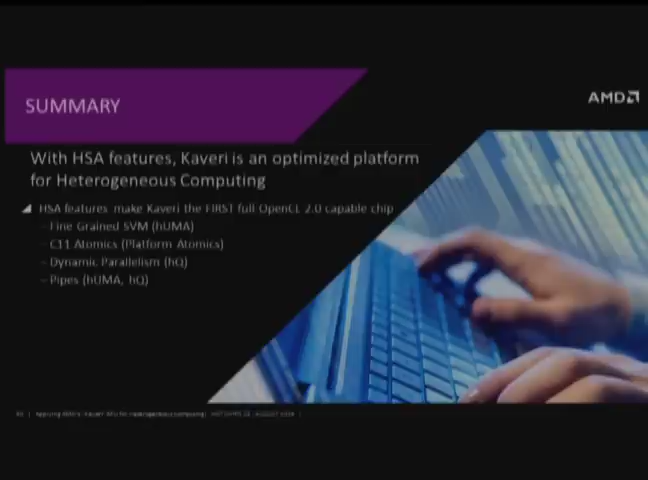 SUMMARY
AMD
With HSA features, Kaveri is an optimized platform
for Heterogeneous Computing
HSA features make Kaveri the FIRST full OpenCL 2.0 capable chip
– Fine Grained SVM (hUMA)
– C11 Atomics (Platform Atomics)
– Dynamic Parallelism (hQ)
– Pipes (hUMA, hQ)